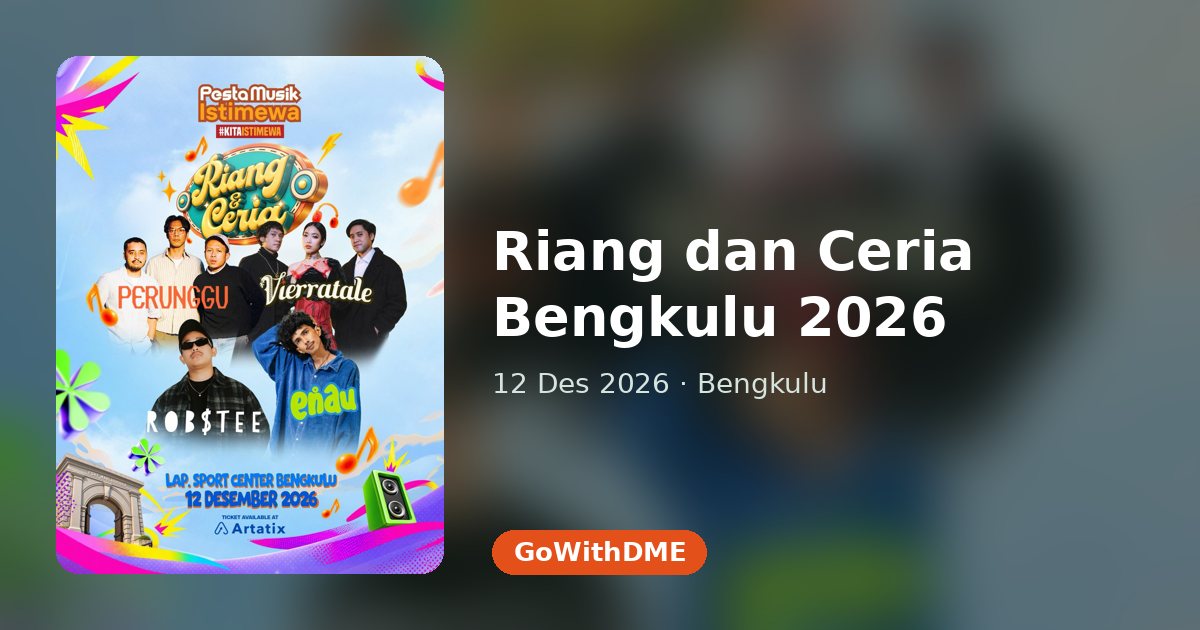 Pesta Musik
Istimewa
#KITAISTIMEWA
Riang
&
Ceria
PERUNGGU
Vierratale
ROB$TEE
enau
LAP. SPORT CENTER BENGKULU
12 DESEMBER 2026
TICKET AVAILABLE AT
Artatix
Riang dan Ceria
Bengkulu 2026
12 Des 2026 · Bengkulu
GoWithDME